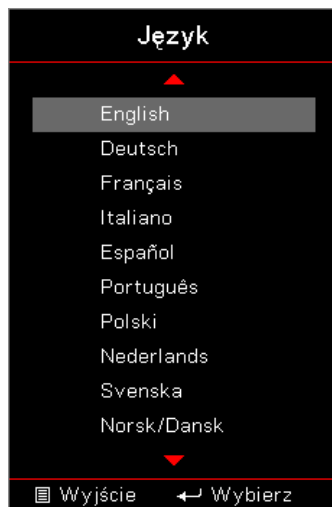 Język
English
Deutsch
Français
Italiano
Español
Português
Polski
Nederlands
Svenska
Norsk/Dansk
Wyjście Wybierz